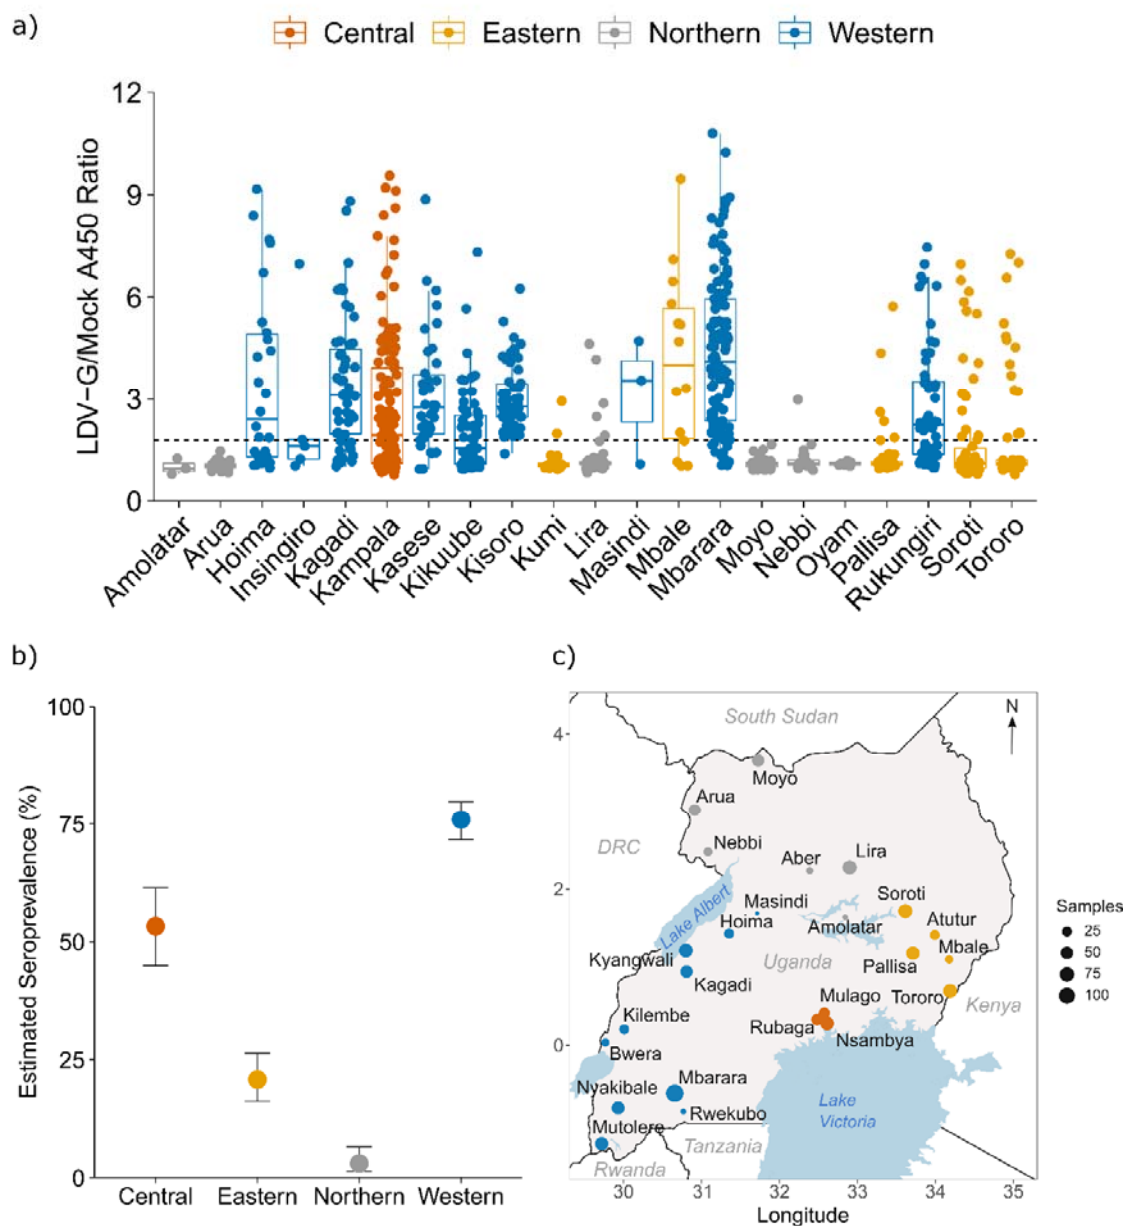 a)
Central Eastern Northern Western
LDV-G/Mock A450 Ratio
12
9
6
3
0
Amolatar
Arua
Hoima
Insingiro
Kagadi
Kampala
Kasese
Kikuube
Kisoro
Kumi
Lira
Masindi
Mbale
Mbarara
Moyo
Nebbi
Oyam
Pallisa
Rukungiri
Soroti
Tororo
b)
Estimated Seroprevalence (%)
100
75
50
25
0
Central Eastern Northern Western
c)
South Sudan
N
4
Moyo
Arua
DRC
Nebbi
Aber
Lira
2
Lake Albert
Masindi
Hoima
Amolatar
Soroti
Atutur
Mbale
Kyangwali
Uganda
Pallisa
Kagadi
Mulago
Tororo
Kenya
Kilembe
Rubaga
Nsambya
0
Bwera
Nyakibale
Mbarara
Lake
Victoria
Rwekubo
Mutolere
Tanzania
Rwanda
30 31 32 33 34 35
Longitude
Samples
25
50
75
100